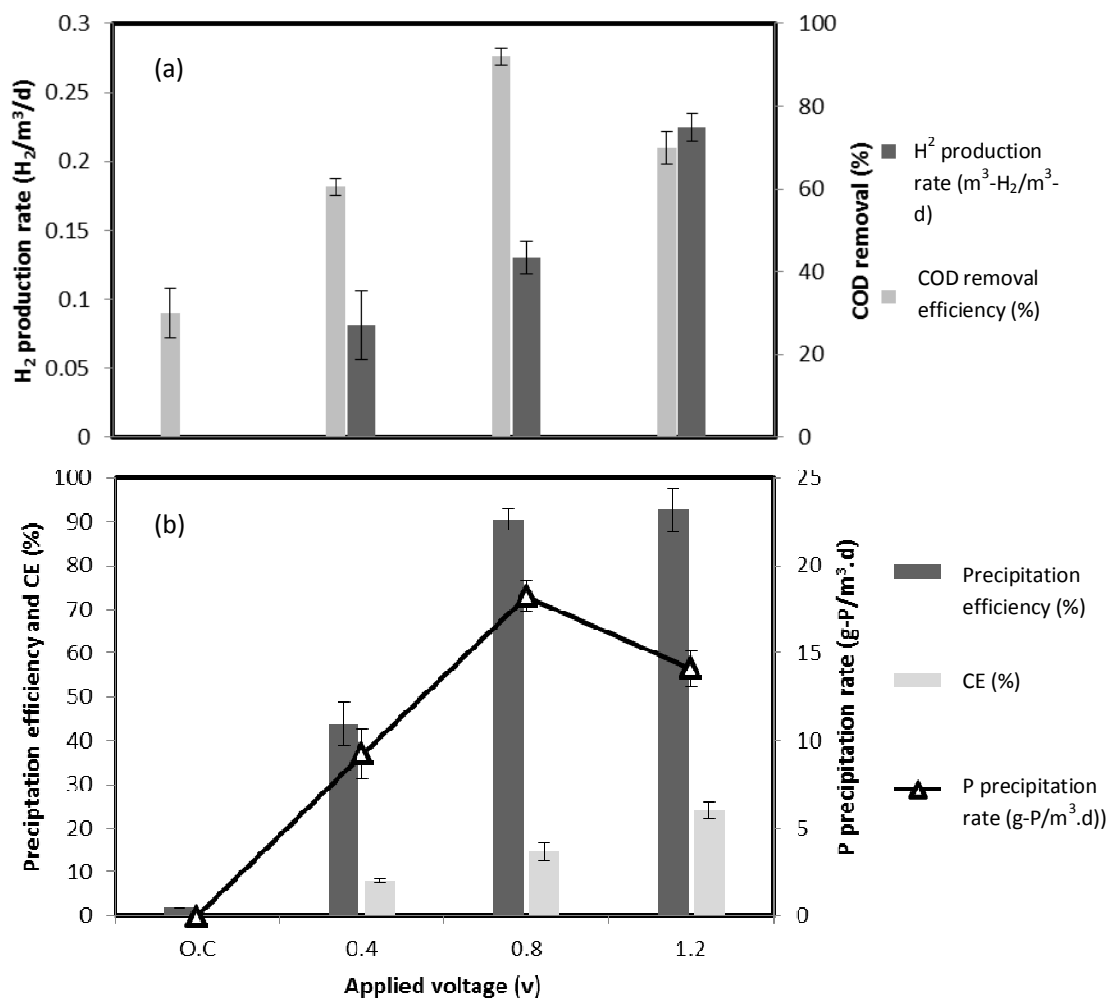 0.3
0.25
0.2
0.15
0.1
0.05
0
H₂ production rate (H₂/m³/d)
(a)
100
80
60
40
20
0
COD removal (%)
H² production
rate (m³-H₂/m³-
d)
COD removal
efficiency (%)
100
90
80
70
60
50
40
30
20
10
0
Preciptation efficiency and CE (%)
(b)
25
20
15
10
5
0
P precipitation rate (g-P/m³.d)
Precipitation
efficiency (%)
CE (%)
P precipitation
rate (g-P/m³.d))
O.C
0.4
0.8
1.2
Applied voltage (v)